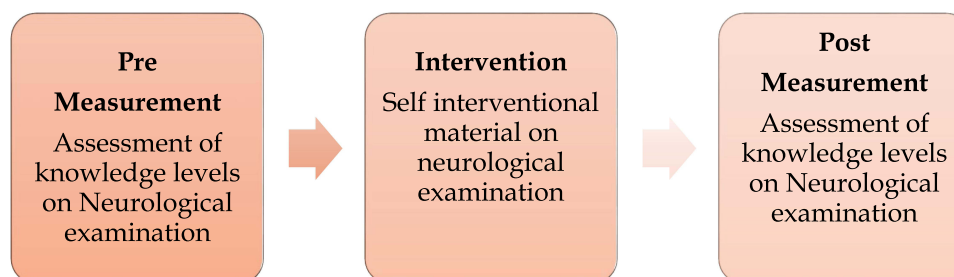 Pre
Measurement
Assessment of
knowledge levels
on Neurological
examination
Intervention
Self interventional
material on
neurological
examination
Post
Measurement
Assessment of
knowledge levels
on Neurological
examination